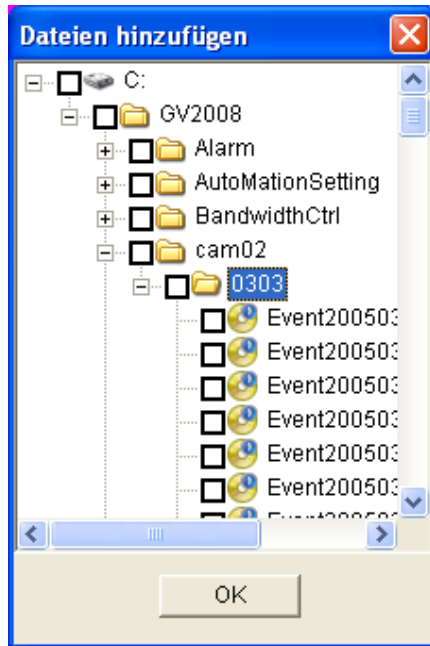 Dateien hinzufügen
C:
GV2008
Alarm
AutoMationSetting
BandwidthCtrl
cam02
0303
Event200503
Event200503
Event200503
Event200503
Event200503
Event200503
OK